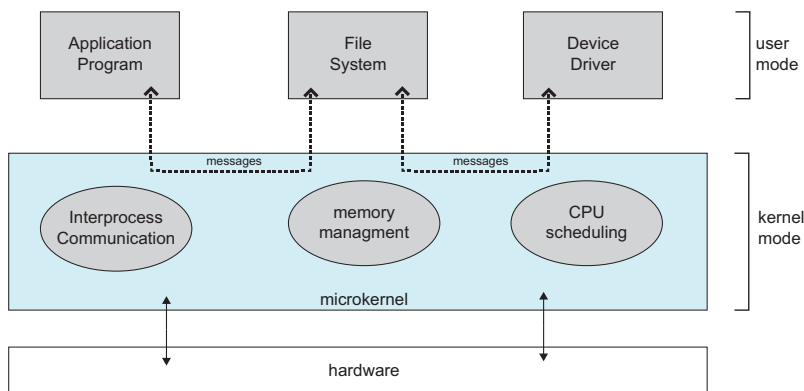 Application
Program
File
System
Device
Driver
user
mode
messages
messages
Interprocess
Communication
memory
managment
CPU
scheduling
kernel
mode
microkernel
hardware